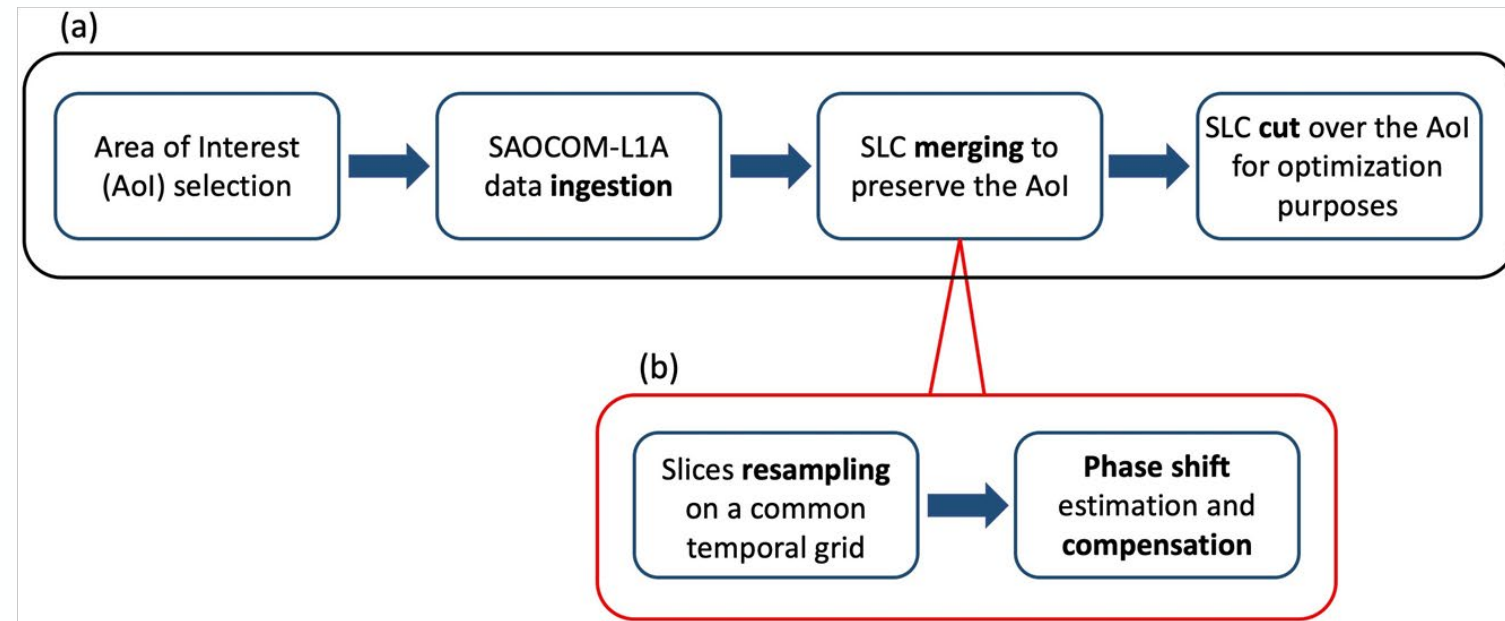 (a)
Area of Interest
(AoI) selection
SAOCOM-L1A
data ingestion
SLC merging to
preserve the AoI
SLC cut over the AoI
for optimization
purposes
(b)
Slices resampling
on a common
temporal grid
Phase shift
estimation and
compensation